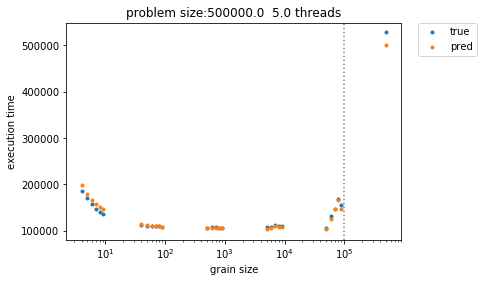 problem size:500000.0 5.0 threads
true
pred
execution time
500000
400000
300000
200000
100000
10¹
10²
10³
10⁴
10⁵
grain size